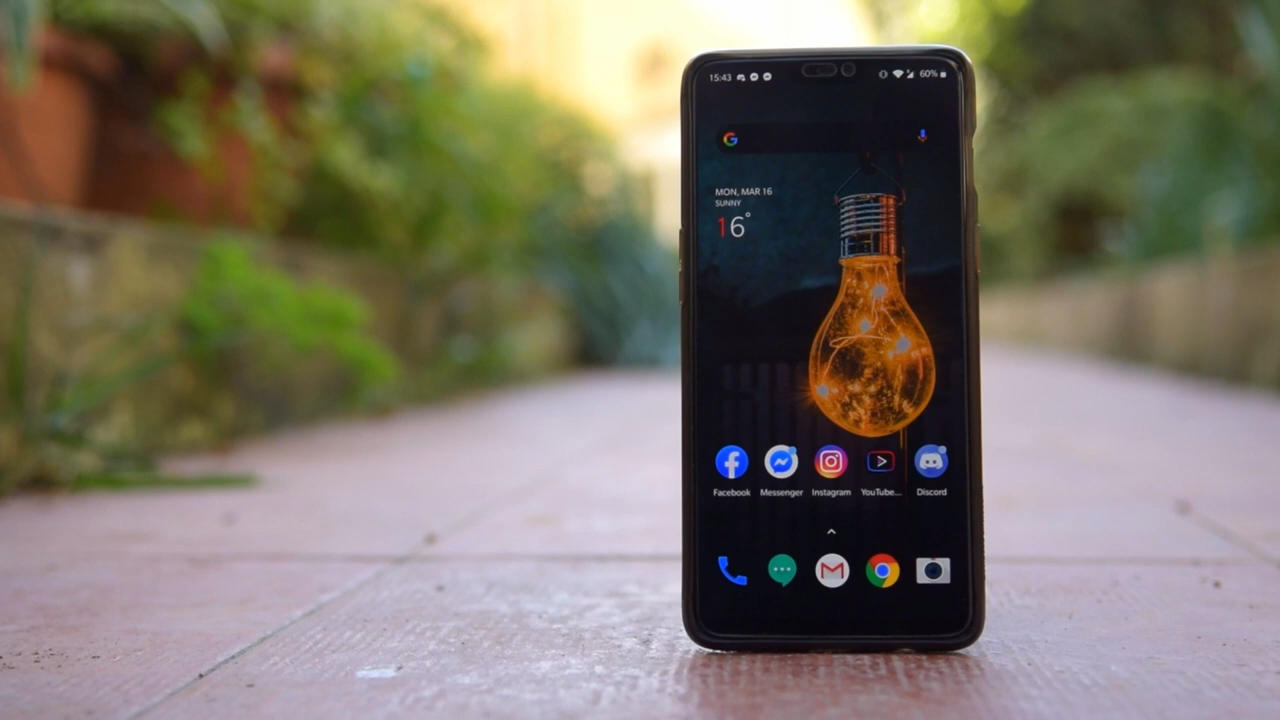 15:43 60%
MON, MAR 16
SUNNY
16°
Facebook Messenger Instagram YouTube... Discord